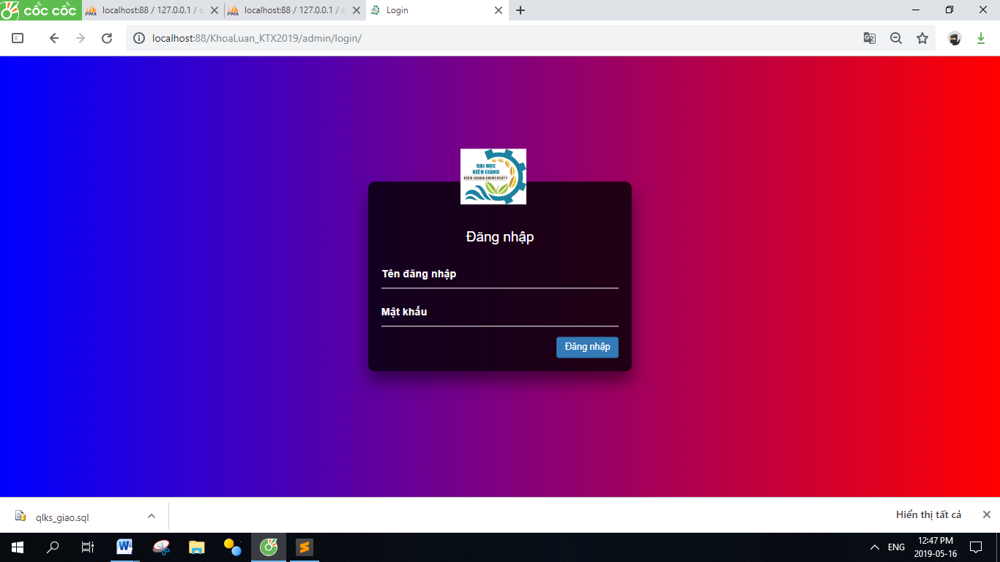 cốc cốc
localhost:88 / 127.0.0.1 / q
localhost:88 / 127.0.0.1 / c
Login
localhost:88/KhoaLuan_KTX2019/admin/login/
ĐẠI HỌC
KIÊN GIANG
KIEN GIANG UNIVERSITY
Đăng nhập
Tên đăng nhập
Mật khẩu
Đăng nhập
qlks_giao.sql
Hiển thị tất cả
ENG
12:47 PM
2019-05-16